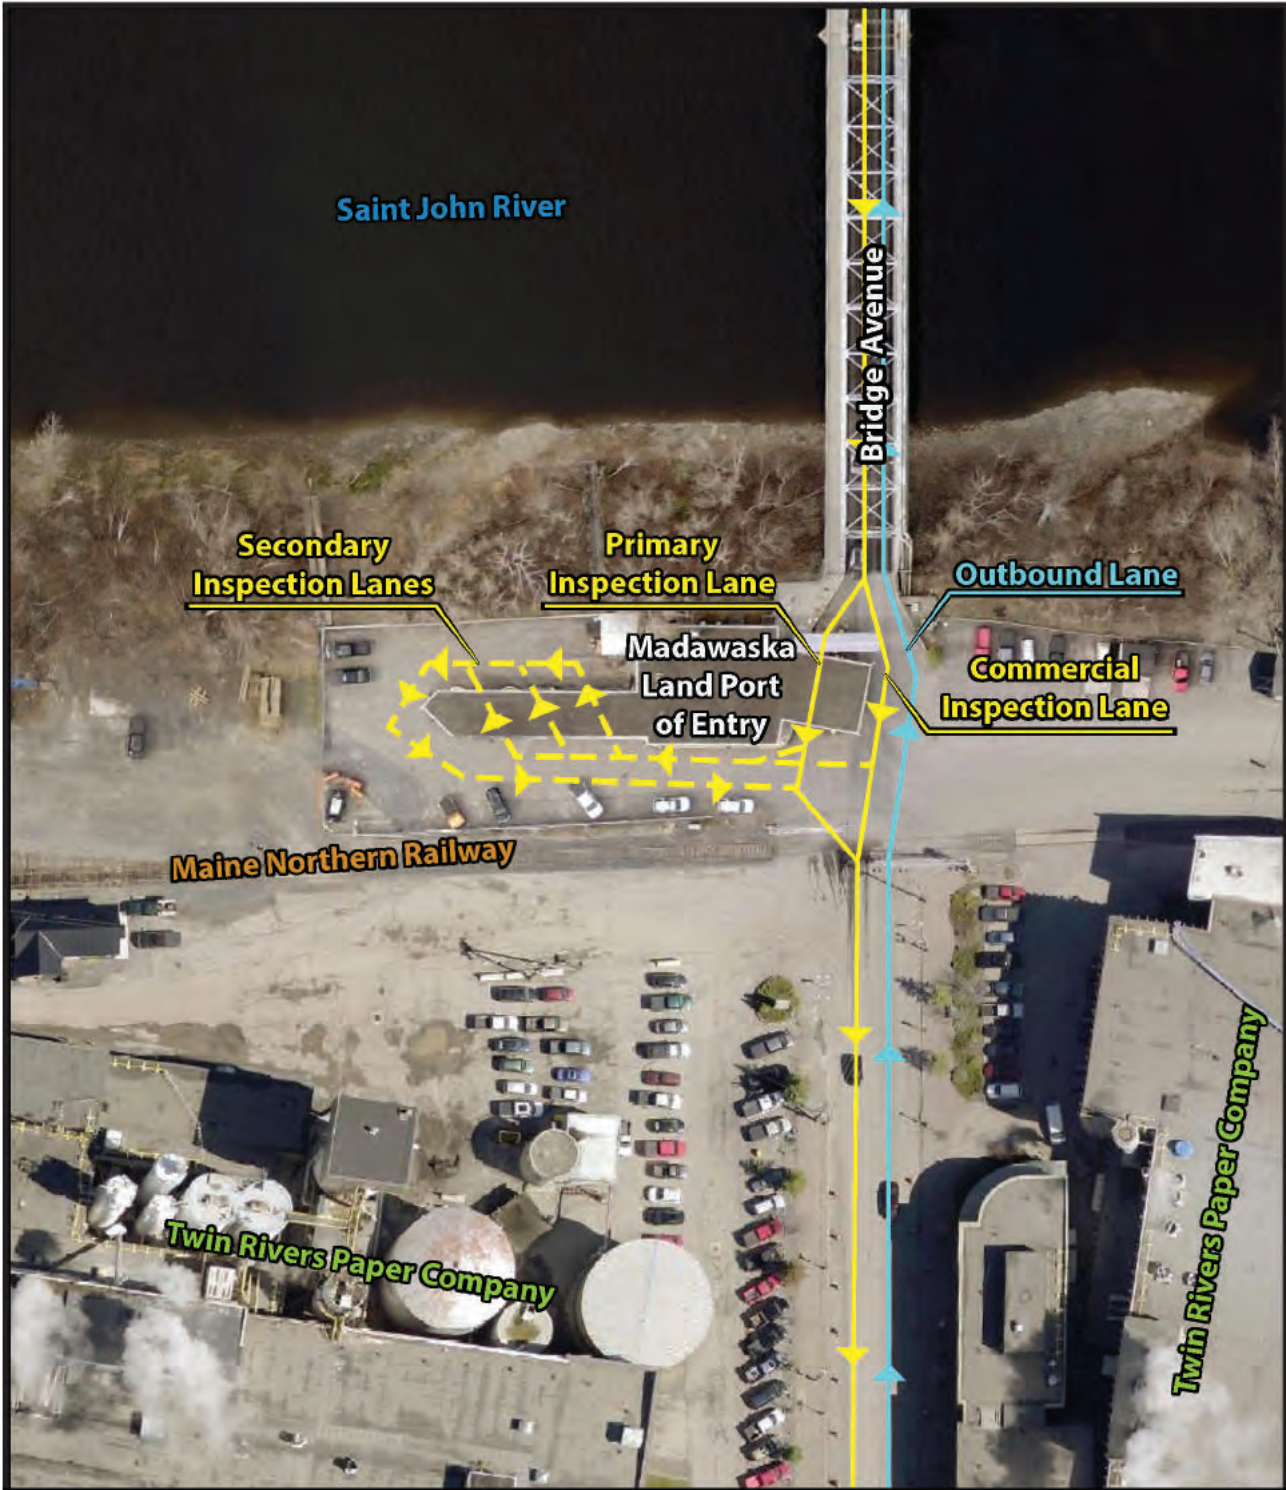 Saint John River
Bridge Avenue
Secondary
Inspection Lanes
Primary
Inspection Lane
Outbound Lane
Madawaska
Land Port
of Entry
Commercial
Inspection Lane
Maine Northern Railway
Twin Rivers Paper Company
Twin Rivers Paper Company